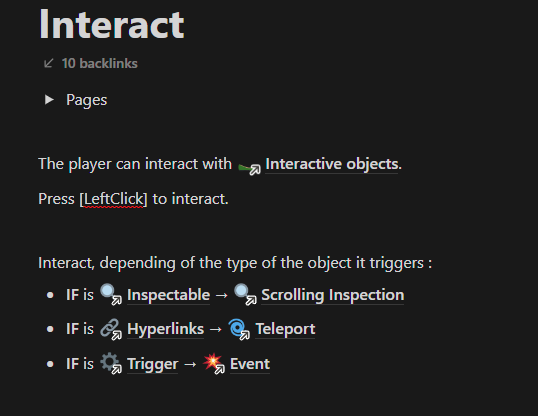 Interact
10 backlinks
Pages
The player can interact with Interactive objects.
Press [LeftClick] to interact.
Interact, depending of the type of the object it triggers :
• IF is Inspectable → Scrolling Inspection
• IF is Hyperlinks → Teleport
• IF is Trigger → Event